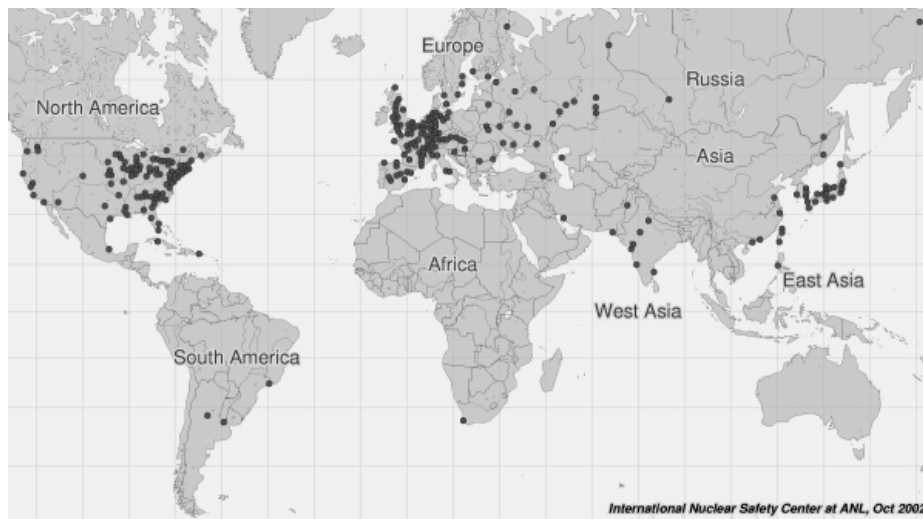 Europe
Russia
North America
Asia
Africa
East Asia
West Asia
South America
International Nuclear Safety Center at ANL, Oct